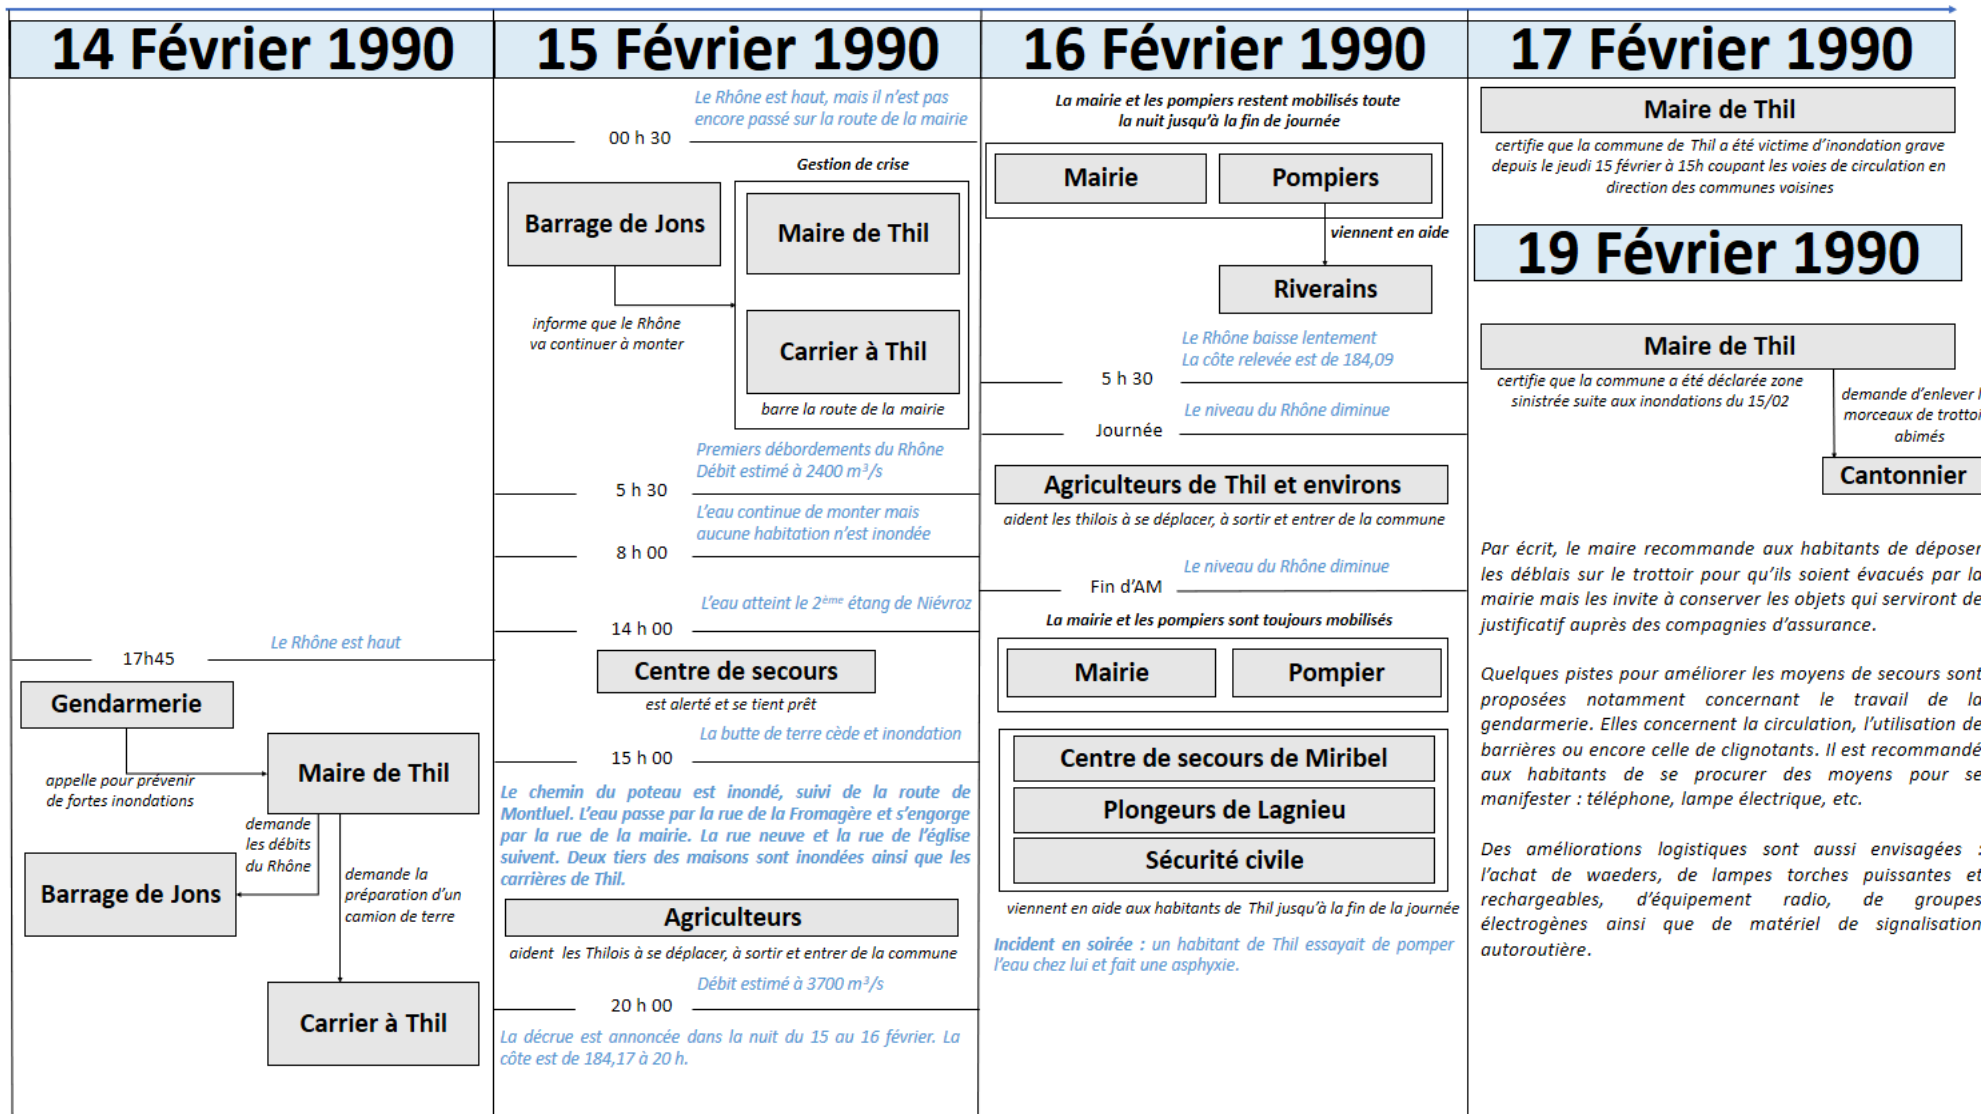 14 Février 1990
17h45
Le Rhône est haut
Gendarmerie
appelle pour prévenir
de fortes inondations
Maire de Thil
demande
les débits
du Rhône
Barrage de Jons
demande la
préparation d'un
camion de terre
Carrier à Thil
15 Février 1990
Le Rhône est haut, mais il n'est pas
encore passé sur la route de la mairie
00 h 30
Gestion de crise
Barrage de Jons
informe que le Rhône
va continuer à monter
Maire de Thil
Carrier à Thil
barre la route de la mairie
Premiers débordements du Rhône
Débit estimé à 2400 m³/s
5 h 30
L'eau continue de monter mais
aucune habitation n'est inondée
8 h 00
L'eau atteint le 2ème étang de Niévroz
14 h 00
Centre de secours
est alerté et se tient prêt
La butte de terre cède et inondation
15 h 00
Le chemin du poteau est inondé, suivi de la route de
Montluel. L'eau passe par la rue de la Fromagère et s'engorge
par la rue de la mairie. La rue neuve et la rue de l'église
suivent. Deux tiers des maisons sont inondées ainsi que les
carrières de Thil.
Agriculteurs
aident les Thilois à se déplacer, à sortir et entrer de la commune
Débit estimé à 3700 m³/s
20 h 00
La décrue est annoncée dans la nuit du 15 au 16 février. La
côte est de 184,17 à 20 h.
16 Février 1990
La mairie et les pompiers restent mobilisés toute
la nuit jusqu'à la fin de journée
Mairie
Pompiers
viennent en aide
Riverains
Le Rhône baisse lentement
La côte relevée est de 184,09
5 h 30
Le niveau du Rhône diminue
Journée
Agriculteurs de Thil et environs
aident les thilois à se déplacer, à sortir et entrer de la commune
Le niveau du Rhône diminue
Fin d'AM
La mairie et les pompiers sont toujours mobilisés
Mairie
Pompier
Centre de secours de Miribel
Plongeurs de Lagnieu
Sécurité civile
viennent en aide aux habitants de Thil jusqu'à la fin de la journée
Incident en soirée : un habitant de Thil essayait de pomper
l'eau chez lui et fait une asphyxie.
17 Février 1990
Maire de Thil
certifie que la commune de Thil a été victime d'inondation grave
depuis le jeudi 15 février à 15h coupant les voies de circulation en
direction des communes voisines
19 Février 1990
Maire de Thil
certifie que la commune a été déclarée zone
sinistrée suite aux inondations du 15/02
demande d'enlever
morceaux de trottoir
abimés
Cantonnier
Par écrit, le maire recommande aux habitants de déposer
les déblais sur le trottoir pour qu'ils soient évacués par la
mairie mais les invite à conserver les objets qui serviront de
justificatif auprès des compagnies d'assurance.
Quelques pistes pour améliorer les moyens de secours sont
proposées notamment concernant le travail de la
gendarmerie. Elles concernent la circulation, l'utilisation de
barrières ou encore celle de clignotants. Il est recommandé
aux habitants de se procurer des moyens pour se
manifester : téléphone, lampe électrique, etc.
Des améliorations logistiques sont aussi envisagées :
l'achat de waeders, de lampes torches puissantes et
rechargeables, d'équipement radio, de groupes
électrogènes ainsi que de matériel de signalisation
autoroutière.